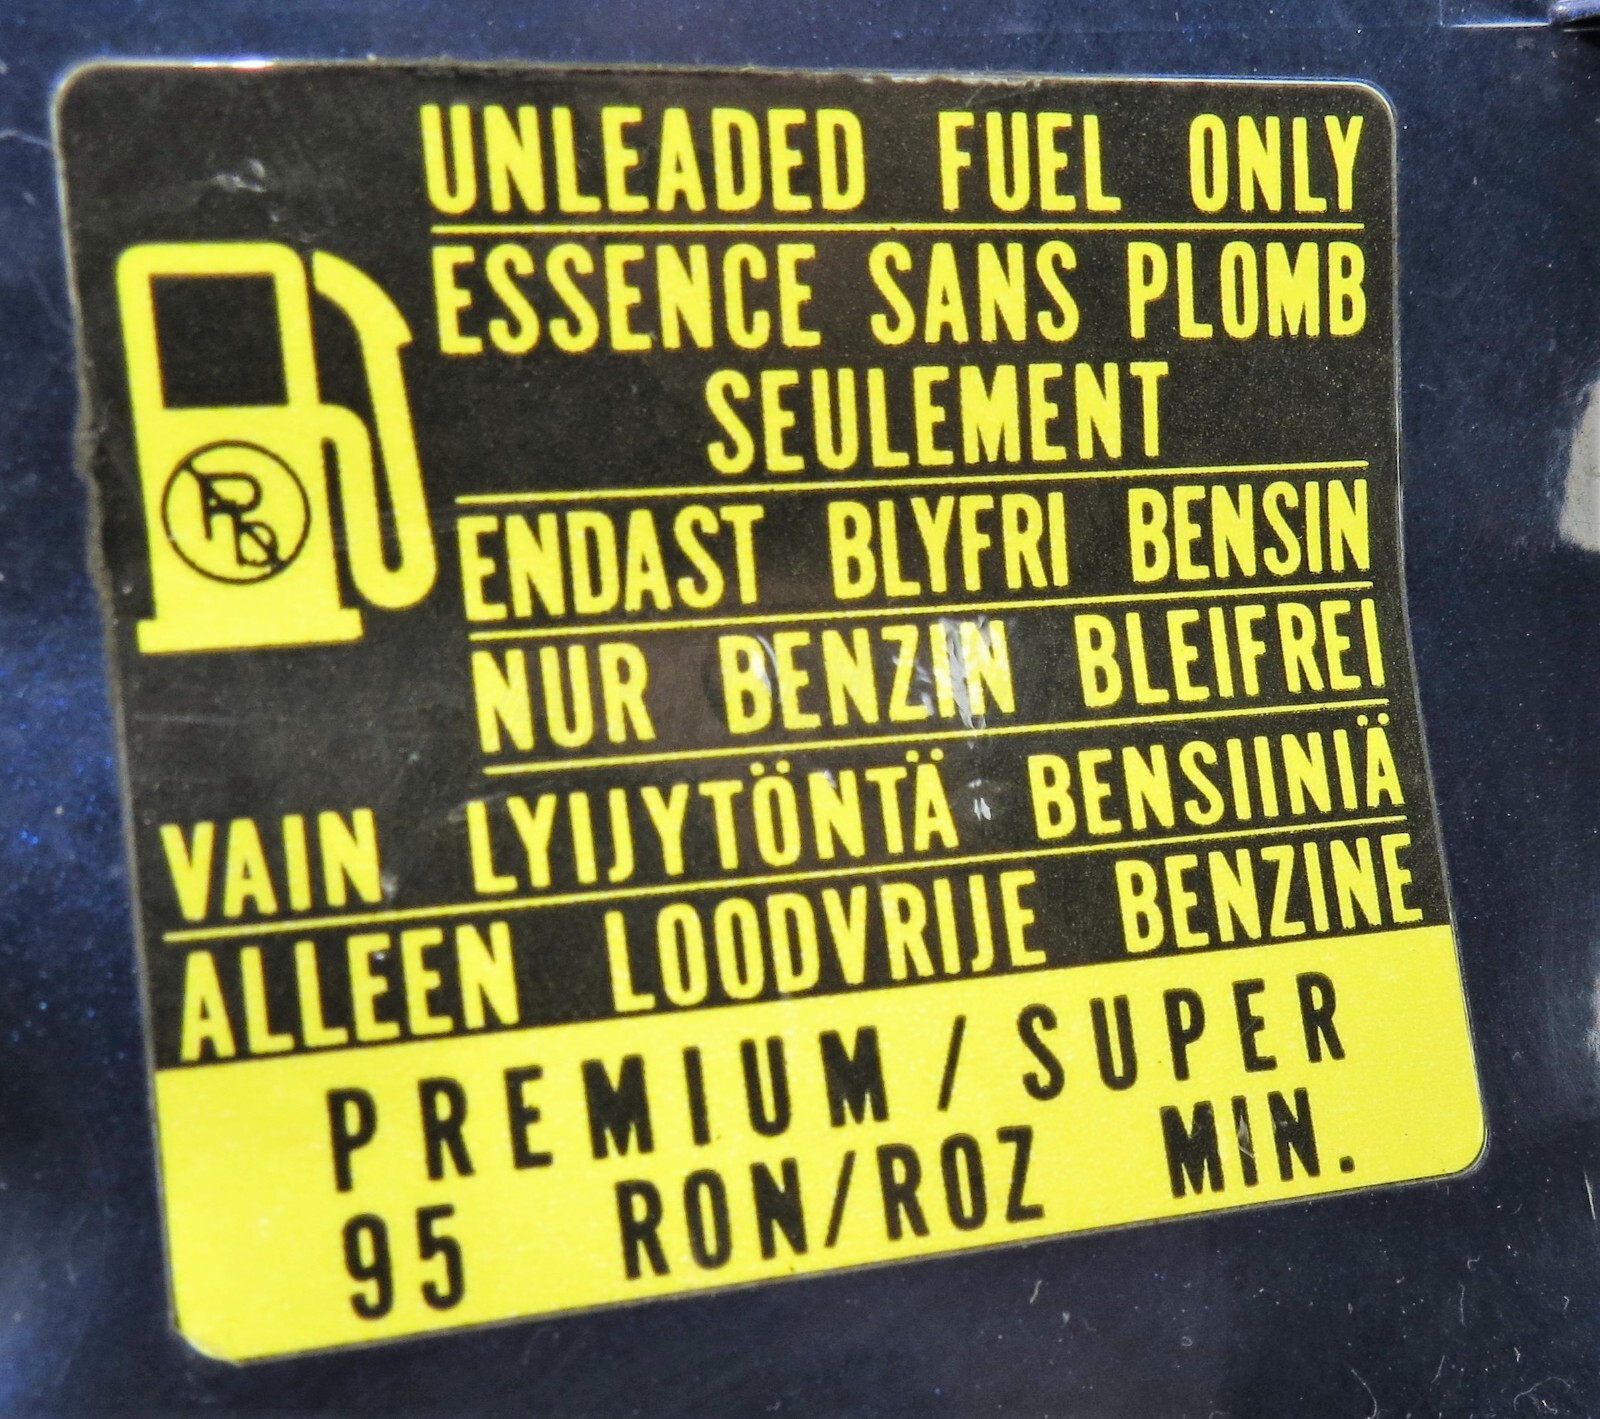 UNLEADED FUEL ONLY
ESSENCE SANS PLOMB
SEULEMENT
ENDAST BLYFRI BENSIN
NUR BENZIN BLEIFREI
VAIN LYIJYTÖNTÄ BENSIINIÄ
ALLEEN LOODVRIJE BENZINE
PREMIUM/SUPER
95 RON/ROZ MIN.
Pb